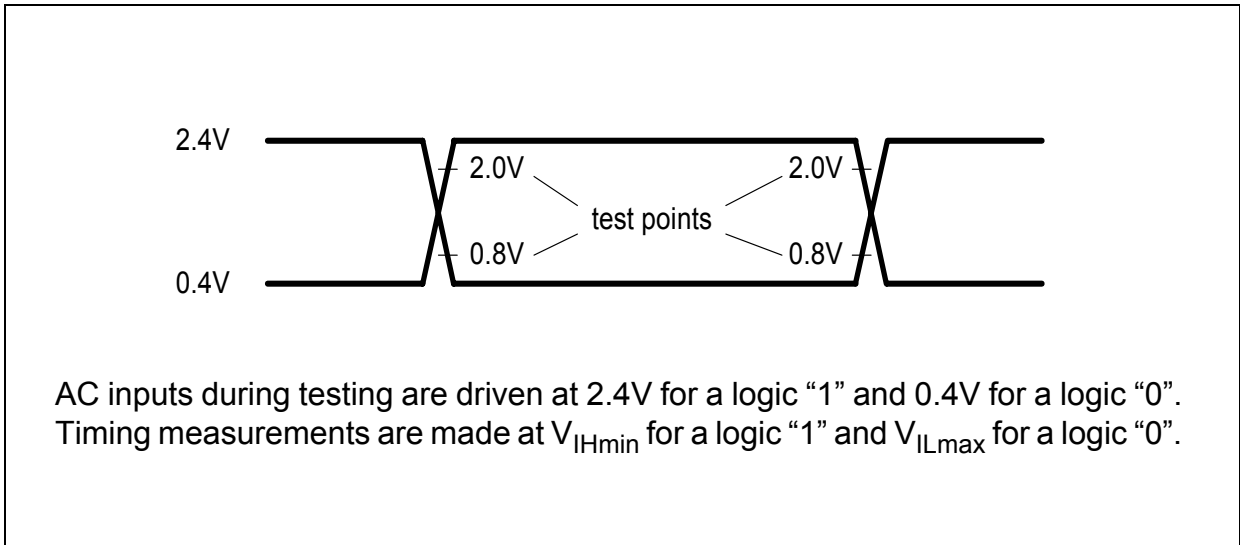 2.4V
2.0V 2.0V
test points
0.8V 0.8V
0.4V
AC inputs during testing are driven at 2.4V for a logic “1” and 0.4V for a logic “0”.
Timing measurements are made at VIHmin for a logic “1” and VILmax for a logic “0”.